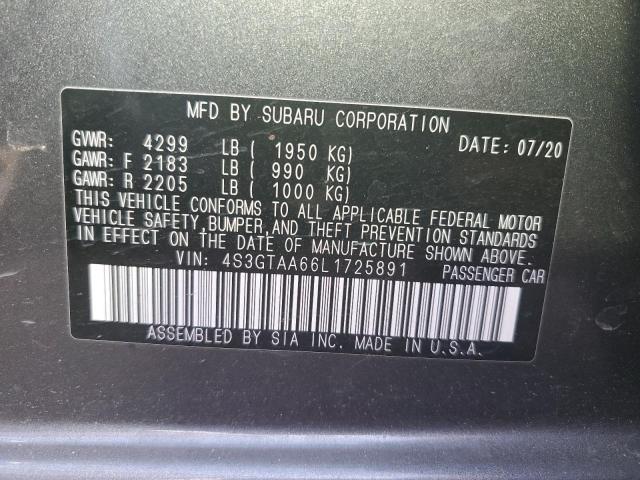 MFD BY SUBARU CORPORATION
GVWR: 4299 LB ( 1950 KG) DATE: 07/20
GAWR: F 2183 LB ( 990 KG)
GAWR: R 2205 LB ( 1000 KG)
THIS VEHICLE CONFORMS TO ALL APPLICABLE FEDERAL MOTOR
VEHICLE SAFETY, BUMPER, AND THEFT PREVENTION STANDARDS
IN EFFECT ON THE DATE OF MANUFACTURE SHOWN ABOVE.
VIN: 4S3GTAA66L1725891 PASSENGER CAR
ASSEMBLED BY SIA INC. MADE IN U.S.A.